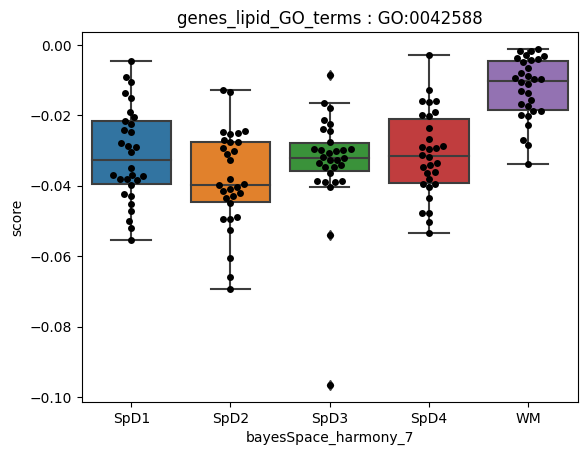 genes_lipid_GO_terms : GO:0042588
0.00
−0.02
−0.04
−0.06
−0.08
−0.10
score
SpD1 SpD2 SpD3 SpD4 WM
bayesSpace_harmony_7